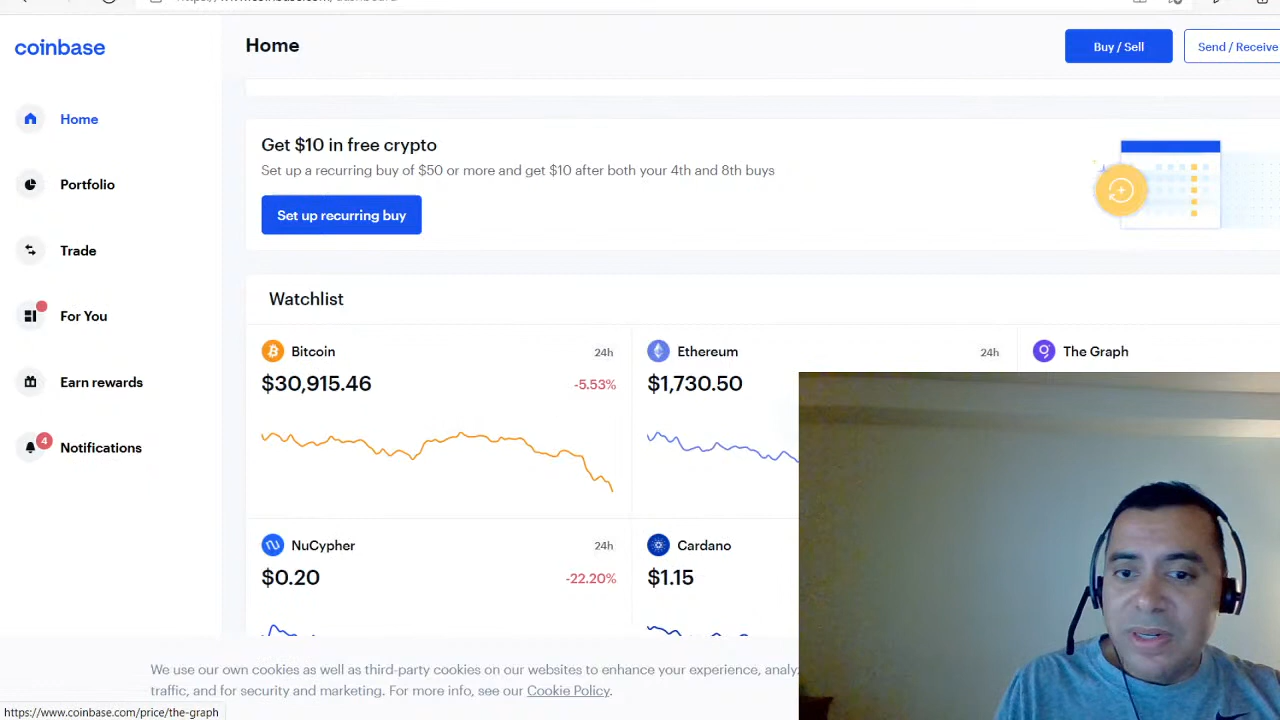 coinbase
Home
Buy / Sell
Send / Receive
Home
Portfolio
Trade
For You
Earn rewards
4
Notifications
Get $10 in free crypto
Set up a recurring buy of $50 or more and get $10 after both your 4th and 8th buys
Set up recurring buy
Watchlist
Bitcoin
24h
$30,915.46
-5.53%
Ethereum
24h
$1,730.50
The Graph
NuCypher
24h
$0.20
-22.20%
Cardano
$1.15
We use our own cookies as well as third-party cookies on our websites to enhance your experience, analy
traffic, and for security and marketing. For more info, see our Cookie Policy.
https://www.coinbase.com/price/the-graph